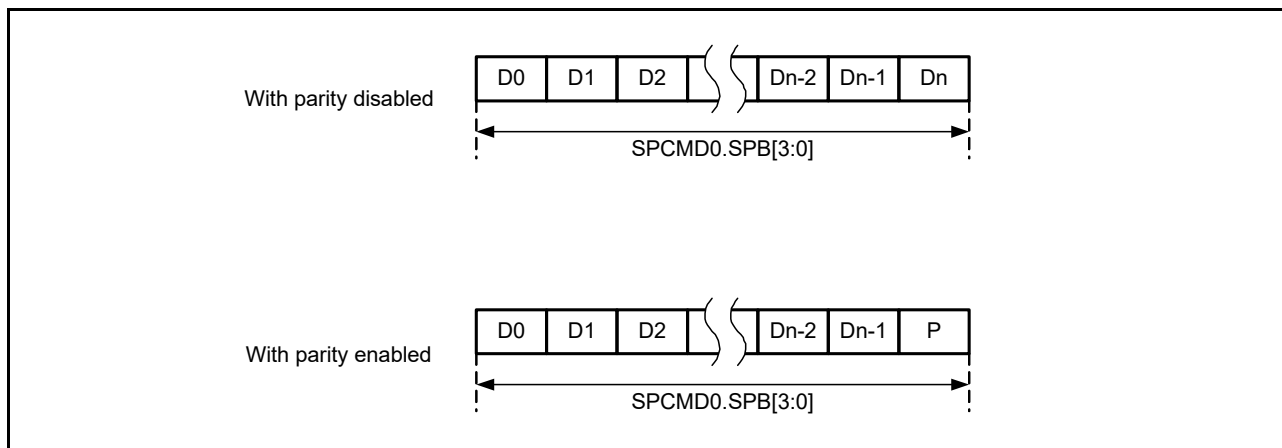 D0 D1 D2 Dn-2 Dn-1 Dn
With parity disabled
SPCMD0.SPB[3:0]
D0 D1 D2 Dn-2 Dn-1 P
With parity enabled
SPCMD0.SPB[3:0]